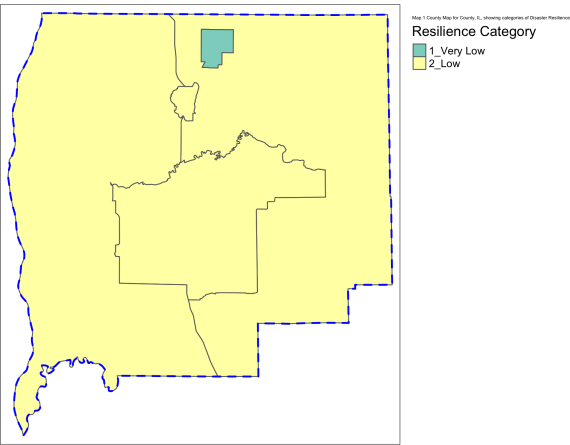 Map 1 County Map for County, IL, showing categories of Disaster Resilience
Resilience Category
1_Very Low
2_Low